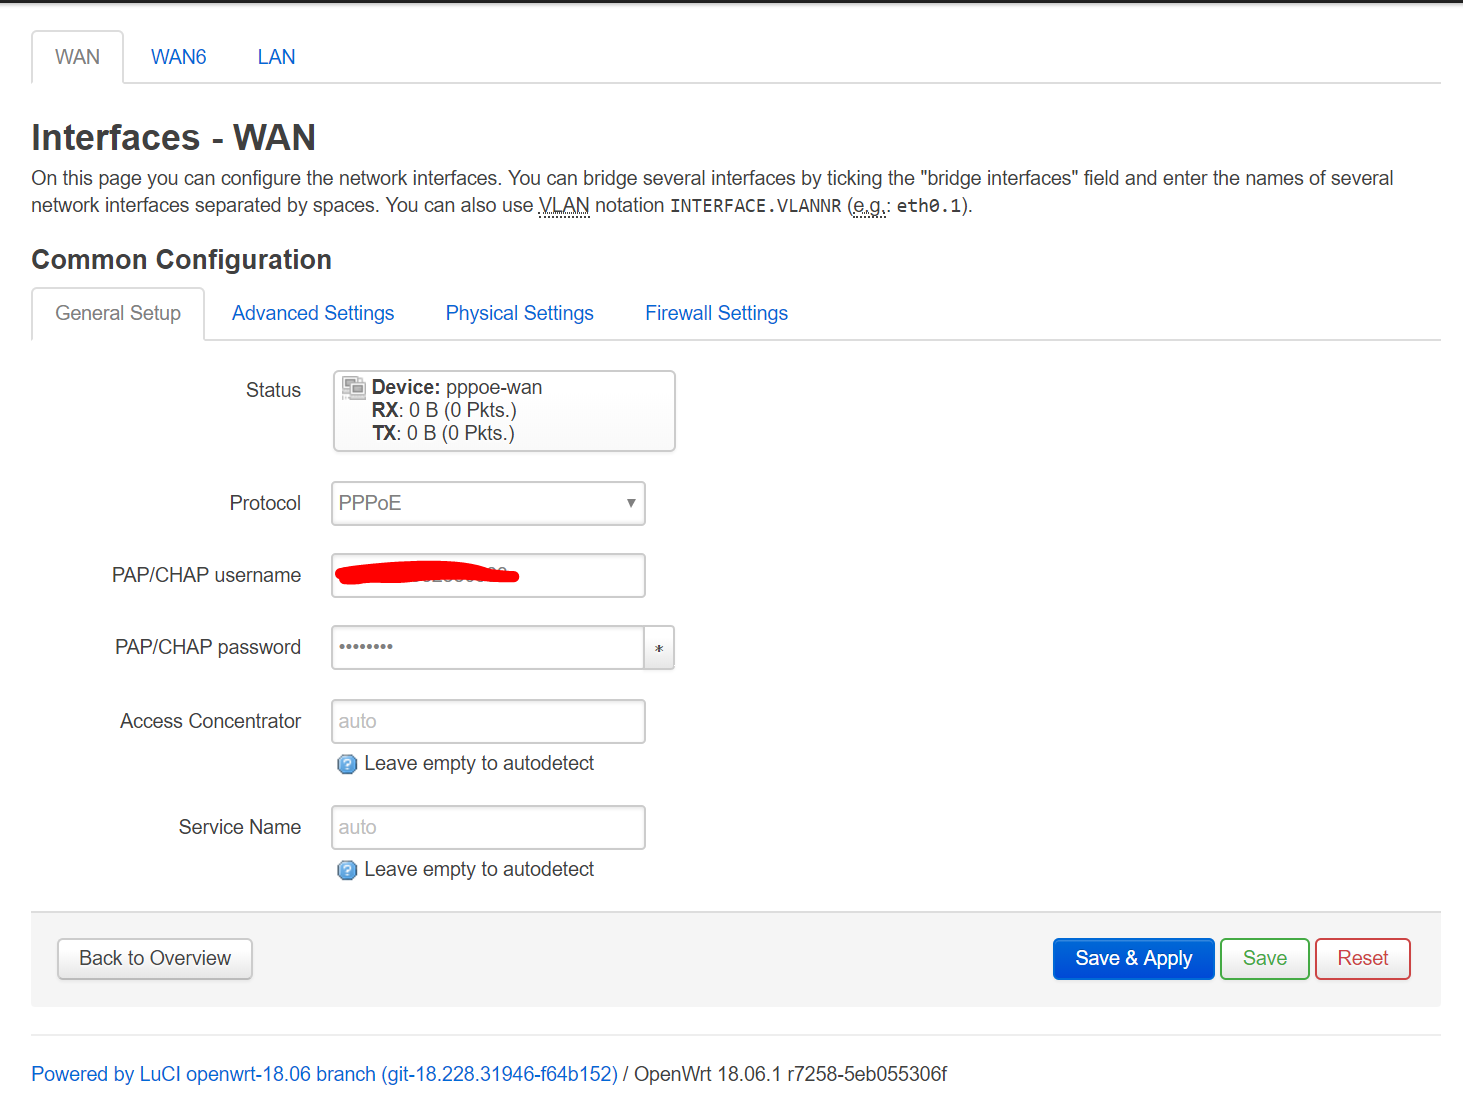 WAN WAN6 LAN
Interfaces - WAN
On this page you can configure the network interfaces. You can bridge several interfaces by ticking the "bridge interfaces" field and enter the names of several
network interfaces separated by spaces. You can also use VLAN notation INTERFACE.VLANNR (e.g.: eth0.1).
Common Configuration
General Setup Advanced Settings Physical Settings Firewall Settings
Status
Device: pppoe-wan
RX: 0 B (0 Pkts.)
TX: 0 B (0 Pkts.)
Protocol PPPoE
PAP/CHAP username
PAP/CHAP password •••••••• *
Access Concentrator auto
Leave empty to autodetect
Service Name auto
Leave empty to autodetect
Back to Overview Save & Apply Save Reset
Powered by LuCI openwrt-18.06 branch (git-18.228.31946-f64b152) / OpenWrt 18.06.1 r7258-5eb055306f